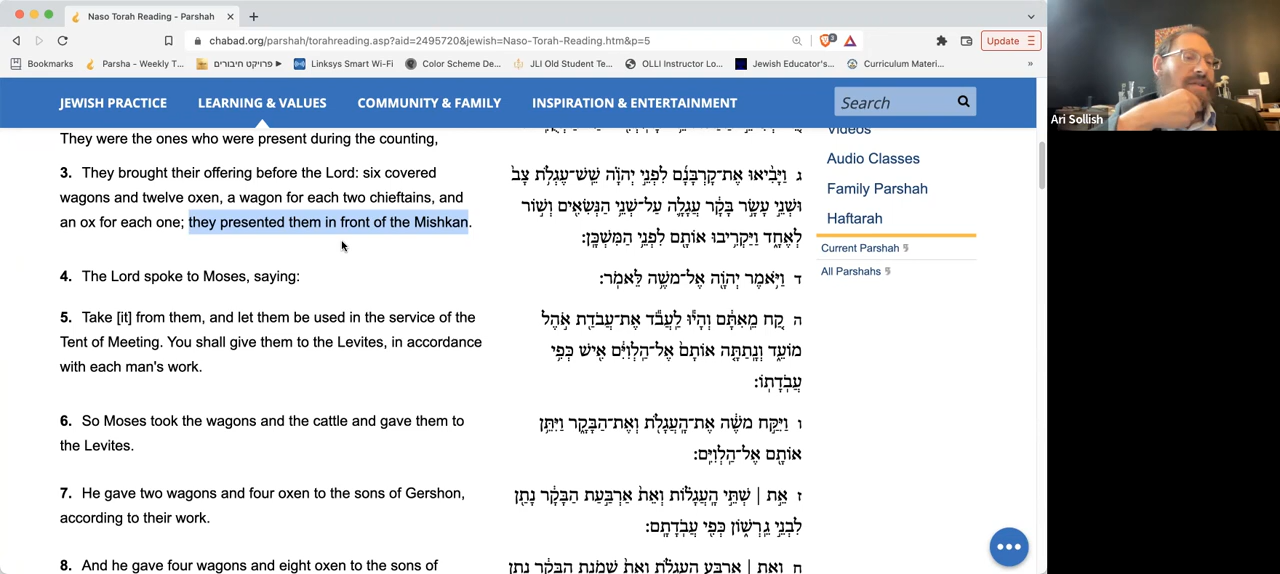 Naso Torah Reading - Parshah
chabad.org/parshah/torahreading.asp?aid=2495720&jewish=Naso-Torah-Reading.htm&p=5
Update
Bookmarks
Parsha - Weekly T...
פרויקט חיבורים
Linksys Smart Wi-Fi
Color Scheme De...
JLI Old Student Te...
OLLI Instructor Lo...
Jewish Educator's...
Curriculum Materi...
JEWISH PRACTICE
LEARNING & VALUES
COMMUNITY & FAMILY
INSPIRATION & ENTERTAINMENT
Search
They were the ones who were present during the counting,
3. They brought their offering before the Lord: six covered
wagons and twelve oxen, a wagon for each two chieftains, and
an ox for each one; they presented them in front of the Mishkan.
ג וַיָּבִ֨יאוּ אֶת־קָרְבָּנָ֜ם לִפְנֵ֣י יְהֹוָ֗ה שֵֽׁשׁ־עֶגְלֹ֥ת צָב֙
וּשְׁנֵ֣י עָשָׂ֣ר בָּקָ֔ר עֲגָלָ֛ה עַל־שְׁנֵ֥י הַנְּשִׂאִ֖ים וְשׁ֣וֹר
לְאֶחָ֑ד וַיַּקְרִ֥יבוּ אוֹתָ֖ם לִפְנֵ֥י הַמִּשְׁכָּֽן:
4. The Lord spoke to Moses, saying:
ד וַיֹּ֥אמֶר יְהֹוָ֖ה אֶל־משֶׁ֥ה לֵּאמֹֽר:
5. Take [it] from them, and let them be used in the service of the
Tent of Meeting. You shall give them to the Levites, in accordance
with each man's work.
ה קַ֚ח מֵֽאִתָּ֔ם וְהָי֕וּ לַֽעֲבֹ֕ד אֶת־עֲבֹדַ֖ת אֹ֣הֶל
מוֹעֵ֑ד וְנָֽתַתָּ֤ה אוֹתָם֙ אֶל־הַֽלְוִיִּ֔ם אִ֖ישׁ כְּפִ֥י
עֲבֹֽדָתֽוֹ:
6. So Moses took the wagons and the cattle and gave them to
the Levites.
ו וַיִּקַּ֣ח משֶׁ֔ה אֶת־הָֽעֲגָלֹ֖ת וְאֶת־הַבָּקָ֑ר וַיִּתֵּ֥ן
אוֹתָ֖ם אֶל־הַֽלְוִיִּֽם:
7. He gave two wagons and four oxen to the sons of Gershon,
according to their work.
ז אֵ֣ת | שְׁתֵּ֣י הָֽעֲגָלֹ֗ת וְאֵת֙ אַרְבַּ֣עַת הַבָּקָ֔ר נָתַ֖ן
לִבְנֵ֣י גֵֽרְשׁ֑וֹן כְּפִ֖י עֲבֹֽדָתָֽם:
8. And he gave four wagons and eight oxen to the sons of
ח וְאֵ֣ת | אַרְבַּ֣ע הָֽעֲגָלֹ֗ת וְאֵת֙ שְׁמֹנַ֣ת הַבָּקָ֔ר נָתַ֖ן
Videos
Audio Classes
Family Parshah
Haftarah
Current Parshah
All Parshahs
Ari Sollish